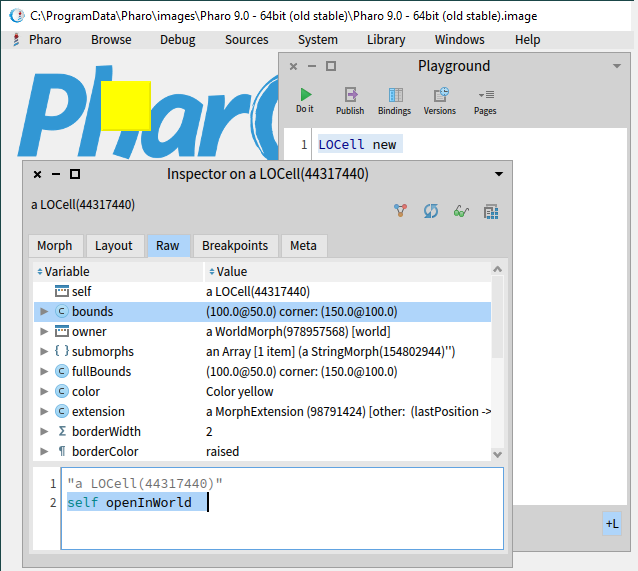 C:\ProgramData\Pharo\images\Pharo 9.0 - 64bit (old stable)\Pharo 9.0 - 64bit (old stable).image
Pharo Browse Debug Sources System Library Windows Help
Playground
Do it Publish Bindings Versions Pages
1 LOCell new
Inspector on a LOCell(44317440)
a LOCell(44317440)
Morph Layout Raw Breakpoints Meta
Variable Value
self a LOCell(44317440)
bounds (100.0@50.0) corner: (150.0@100.0)
owner a WorldMorph(978957568) [world]
{ } submorphs an Array [1 item] (a StringMorph(154802944)'')
fullBounds (100.0@50.0) corner: (150.0@100.0)
color Color yellow
extension a MorphExtension (98791424) [other: (lastPosition ->
Σ borderWidth 2
¶ borderColor raised
1 "a LOCell(44317440)"
2 self openInWorld
+L